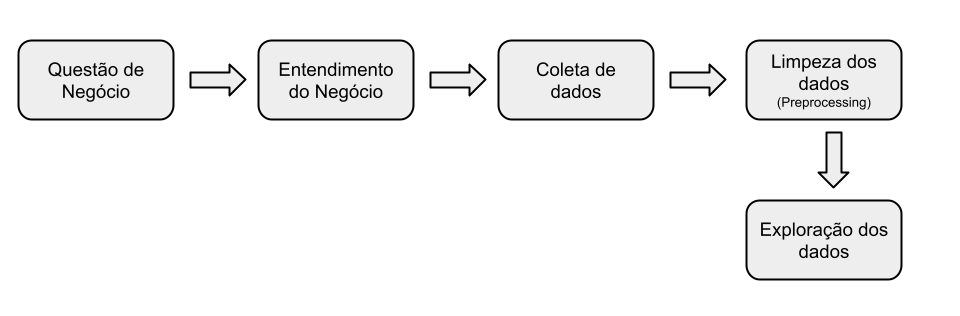 Questão de
Negócio
Entendimento
do Negócio
Coleta de
dados
Limpeza dos
dados
(Preprocessing)
Exploração dos
dados